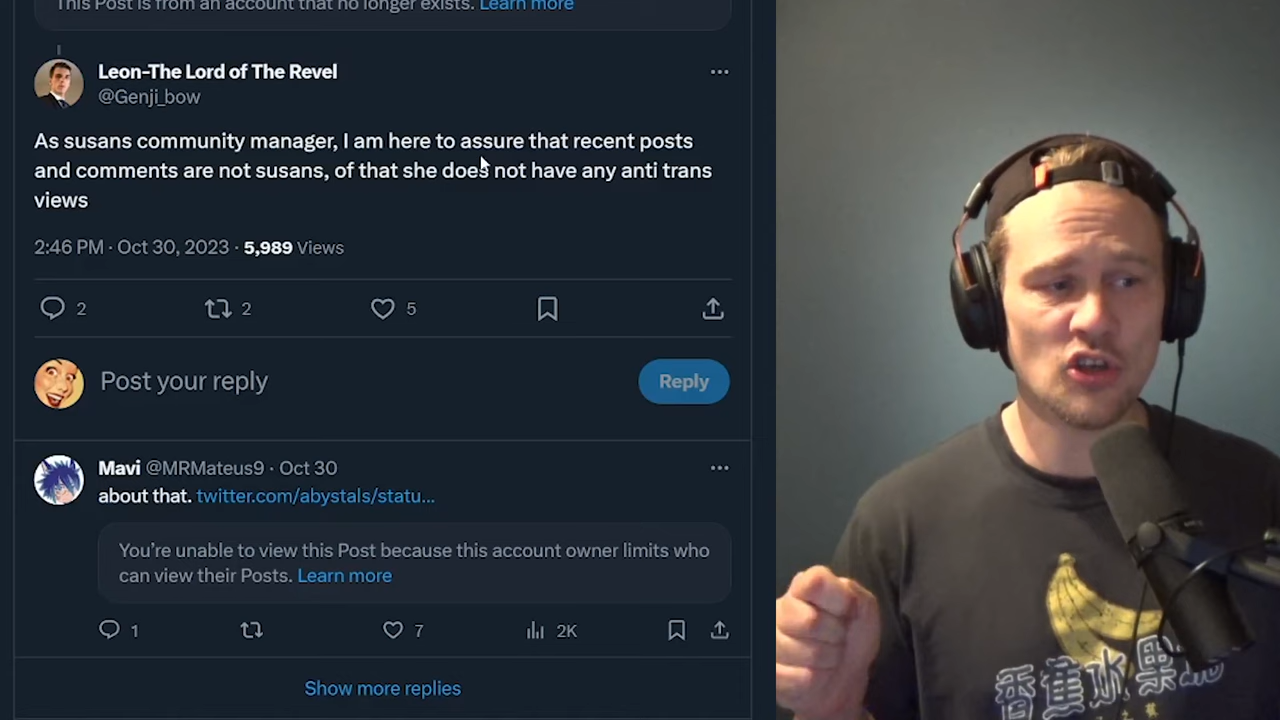 This Post is from an account that no longer exists. Learn more
Leon-The Lord of The Revel
@Genji_bow
As susans community manager, I am here to assure that recent posts
and comments are not susans, of that she does not have any anti trans
views
2:46 PM · Oct 30, 2023 · 5,989 Views
2 2 5
Post your reply
Reply
Mavi @MRMateus9 · Oct 30
about that. twitter.com/abystals/statu...
You're unable to view this Post because this account owner limits who
can view their Posts. Learn more
1 7 2K
Show more replies
香蕉水果